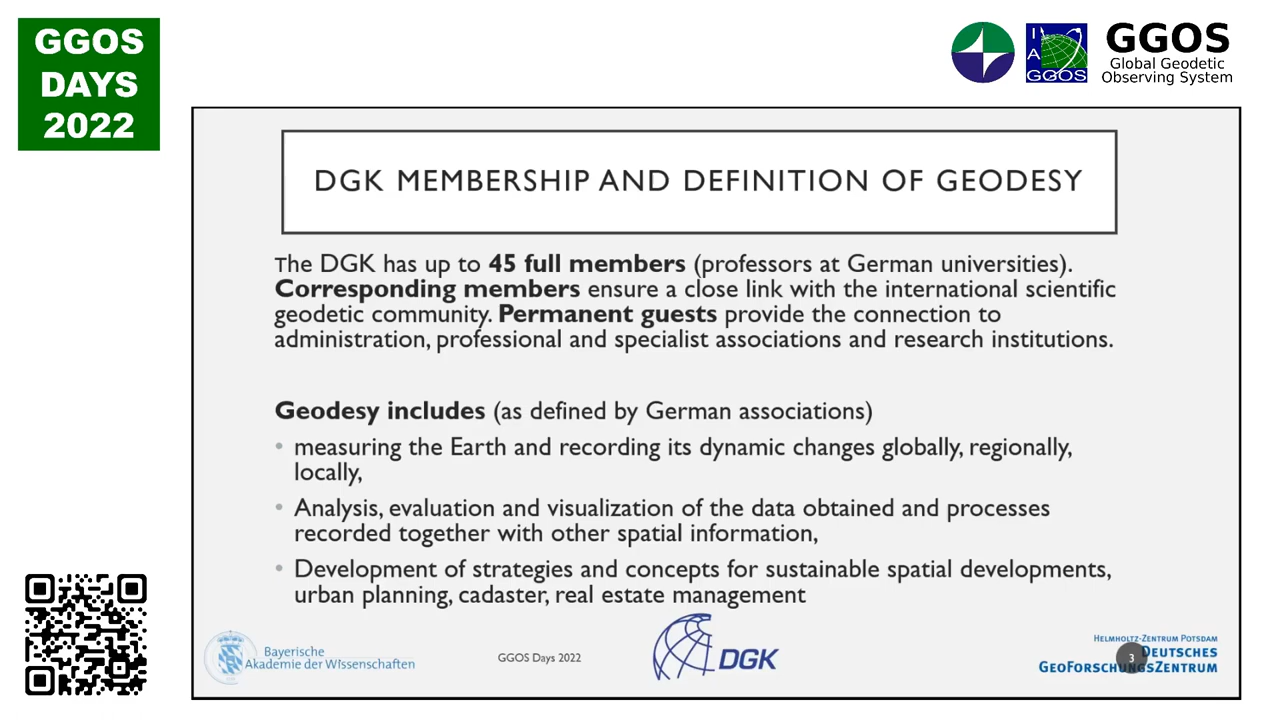 GGOS
DAYS
2022
I
A
GGOS
GGOS
Global Geodetic
Observing System
DGK MEMBERSHIP AND DEFINITION OF GEODESY
The DGK has up to 45 full members (professors at German universities).
Corresponding members ensure a close link with the international scientific
geodetic community. Permanent guests provide the connection to
administration, professional and specialist associations and research institutions.
Geodesy includes (as defined by German associations)
• measuring the Earth and recording its dynamic changes globally, regionally,
locally,
• Analysis, evaluation and visualization of the data obtained and processes
recorded together with other spatial information,
• Development of strategies and concepts for sustainable spatial developments,
urban planning, cadaster, real estate management
Bayerische
Akademie der Wissenschaften
GGOS Days 2022
DGK
HELMHOLTZ-ZENTRUM POTSDAM
DEUTSCHES
GEOFORSCHUNGSZENTRUM
3